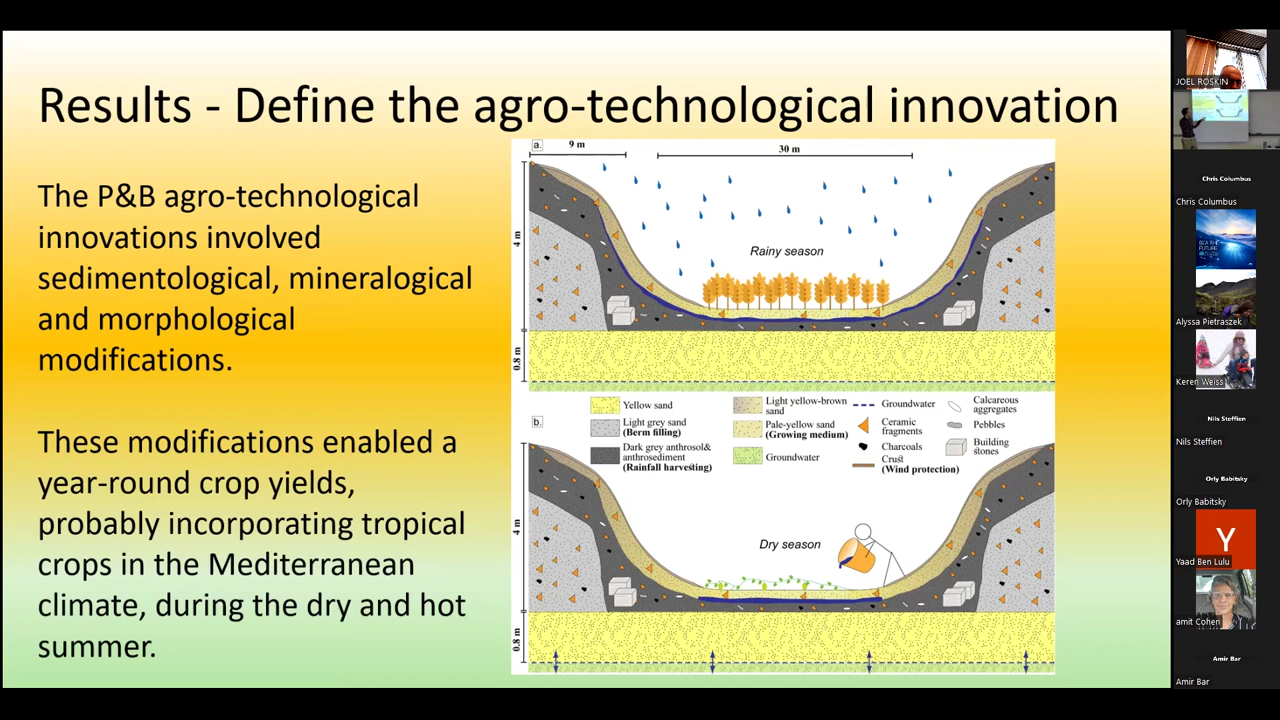 Results - Define the agro-technological innovation
The P&B agro-technological
innovations involved
sedimentological, mineralogical
and morphological
modifications.
These modifications enabled a
year-round crop yields,
probably incorporating tropical
crops in the Mediterranean
climate, during the dry and hot
summer.
a.
9 m
30 m
4 m
Rainy season
0.8 m
Yellow sand
Light grey sand
(Berm filling)
Dark grey anthrosol&
anthrosediment
(Rainfall harvesting)
Light yellow-brown
sand
Pale-yellow sand
(Growing medium)
Groundwater
Groundwater
Ceramic
fragments
Charcoals
Crust
(Wind protection)
Calcareous
aggregates
Pebbles
Building
stones
b.
4 m
Dry season
0.8 m
JOEL ROSKIN
Chris Columbus
Chris Columbus
SEA THE
FUTURE
Alyssa Pietraszek
Keren Weiss
Nils Steffien
Nils Steffien
Orly Babitsky
Orly Babitsky
Y
Yaad Ben Lulu
amit Cohen
Amir Bar
Amir Bar